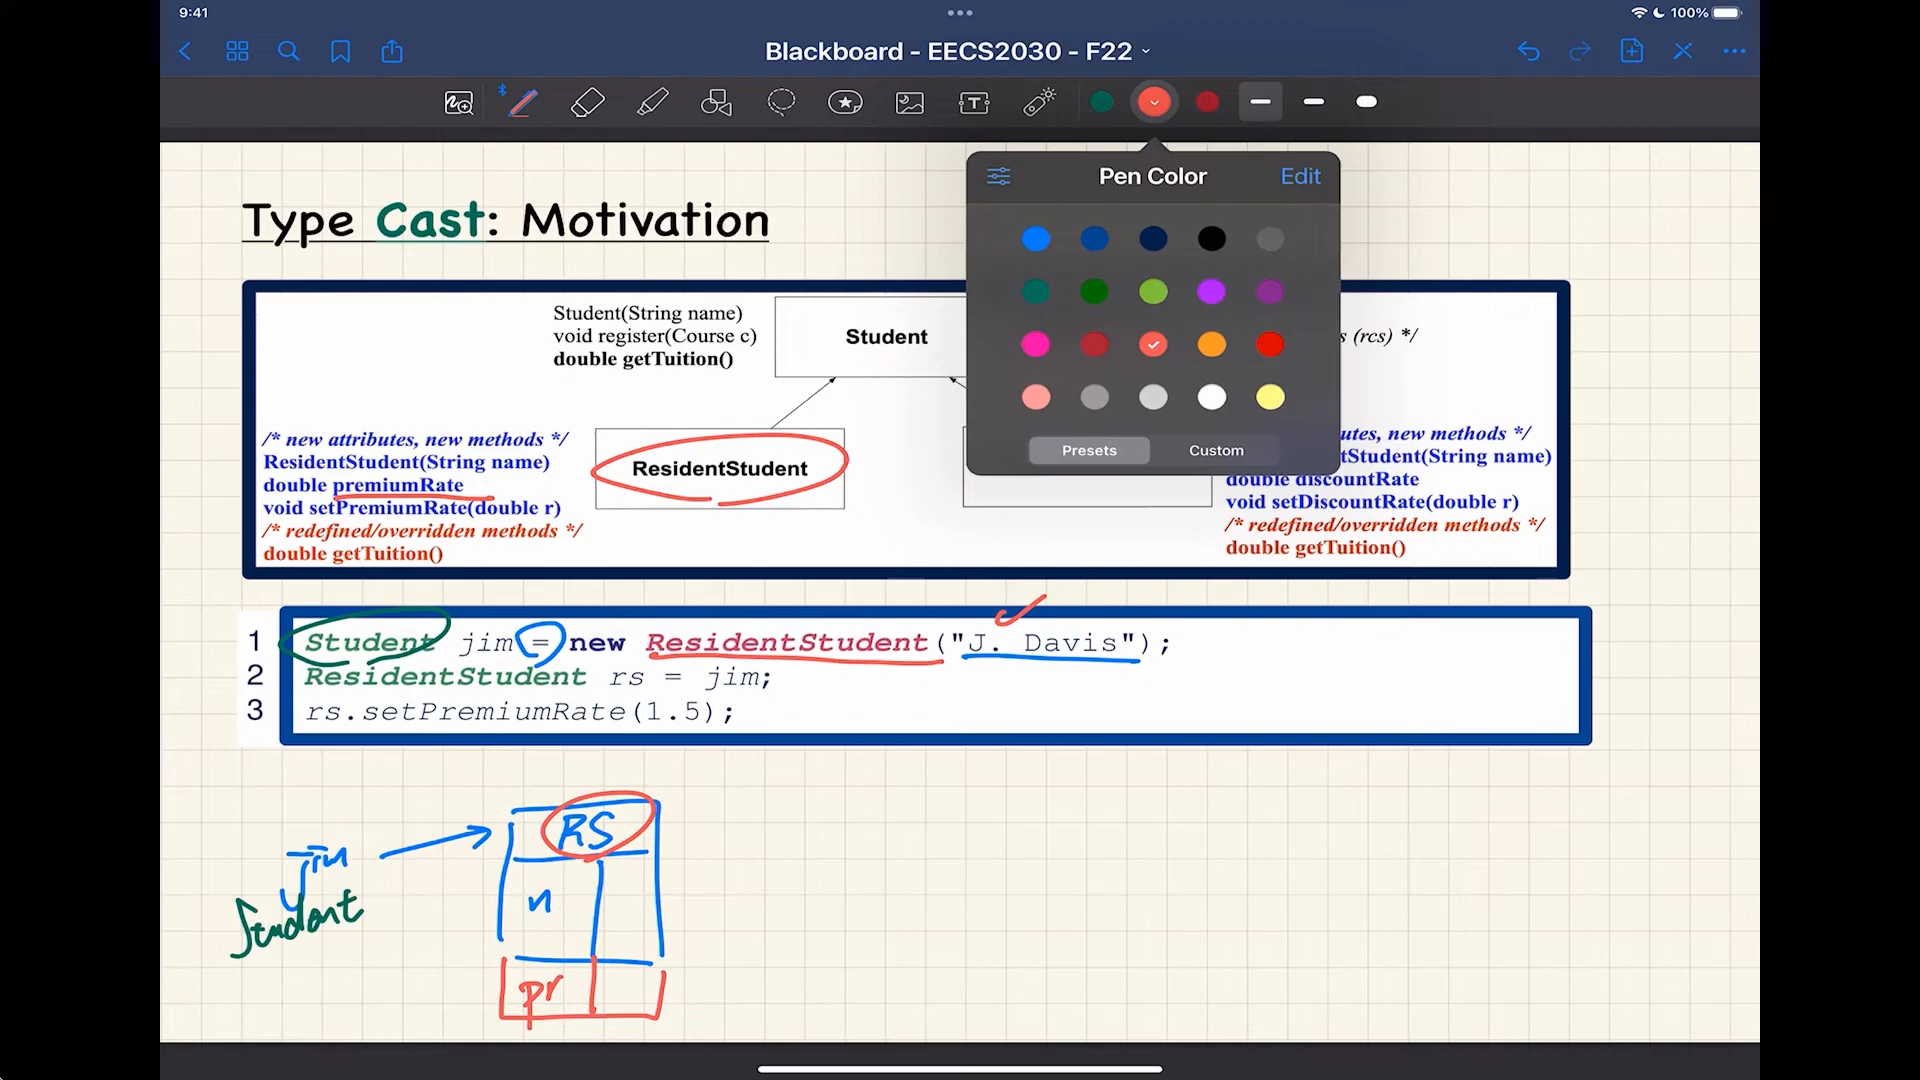 9:41
100%
Blackboard - EECS2030 - F22
Pen Color
Edit
Presets
Custom
Type Cast: Motivation
Student(String name)
void register(Course c)
double getTuition()
Student
s (rcs) */
/* new attributes, new methods */
ResidentStudent(String name)
double premiumRate
void setPremiumRate(double r)
/* redefined/overridden methods */
double getTuition()
ResidentStudent
utes, new methods */
tStudent(String name)
double discountRate
void setDiscountRate(double r)
/* redefined/overridden methods */
double getTuition()
1 Student jim = new ResidentStudent("J. Davis");
2 ResidentStudent rs = jim;
3 rs.setPremiumRate(1.5);
jim
Student
RS
n
pr